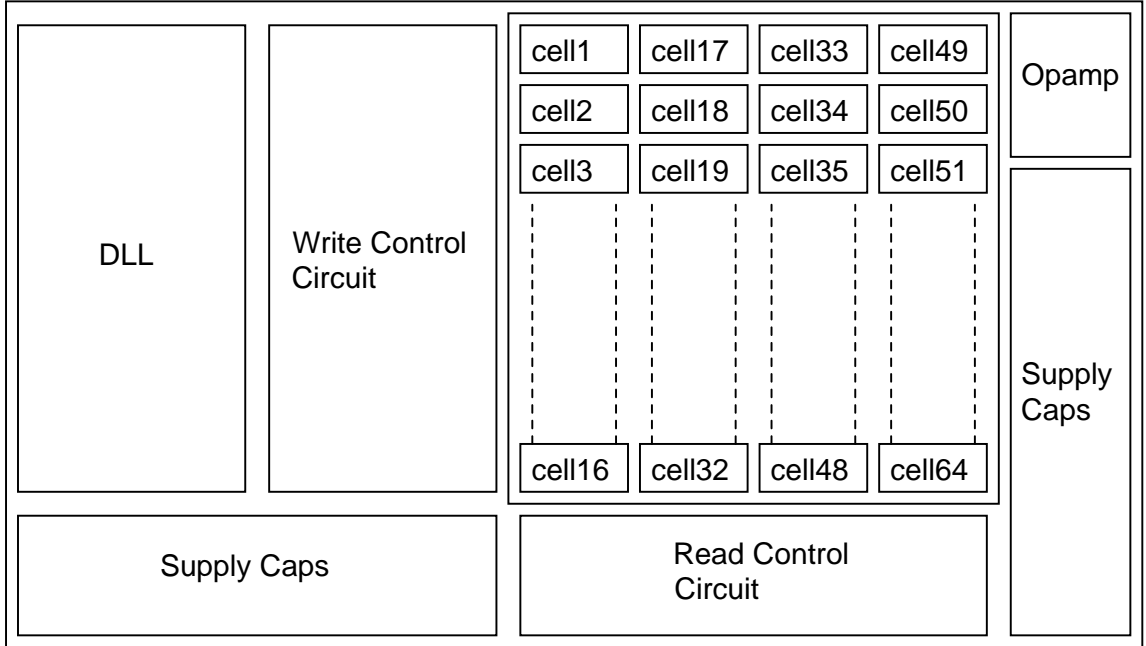 cell1 cell17 cell33 cell49
Opamp
cell2 cell18 cell34 cell50
cell3 cell19 cell35 cell51
DLL
Write Control
Circuit
Supply
Caps
cell16 cell32 cell48 cell64
Supply Caps
Read Control
Circuit